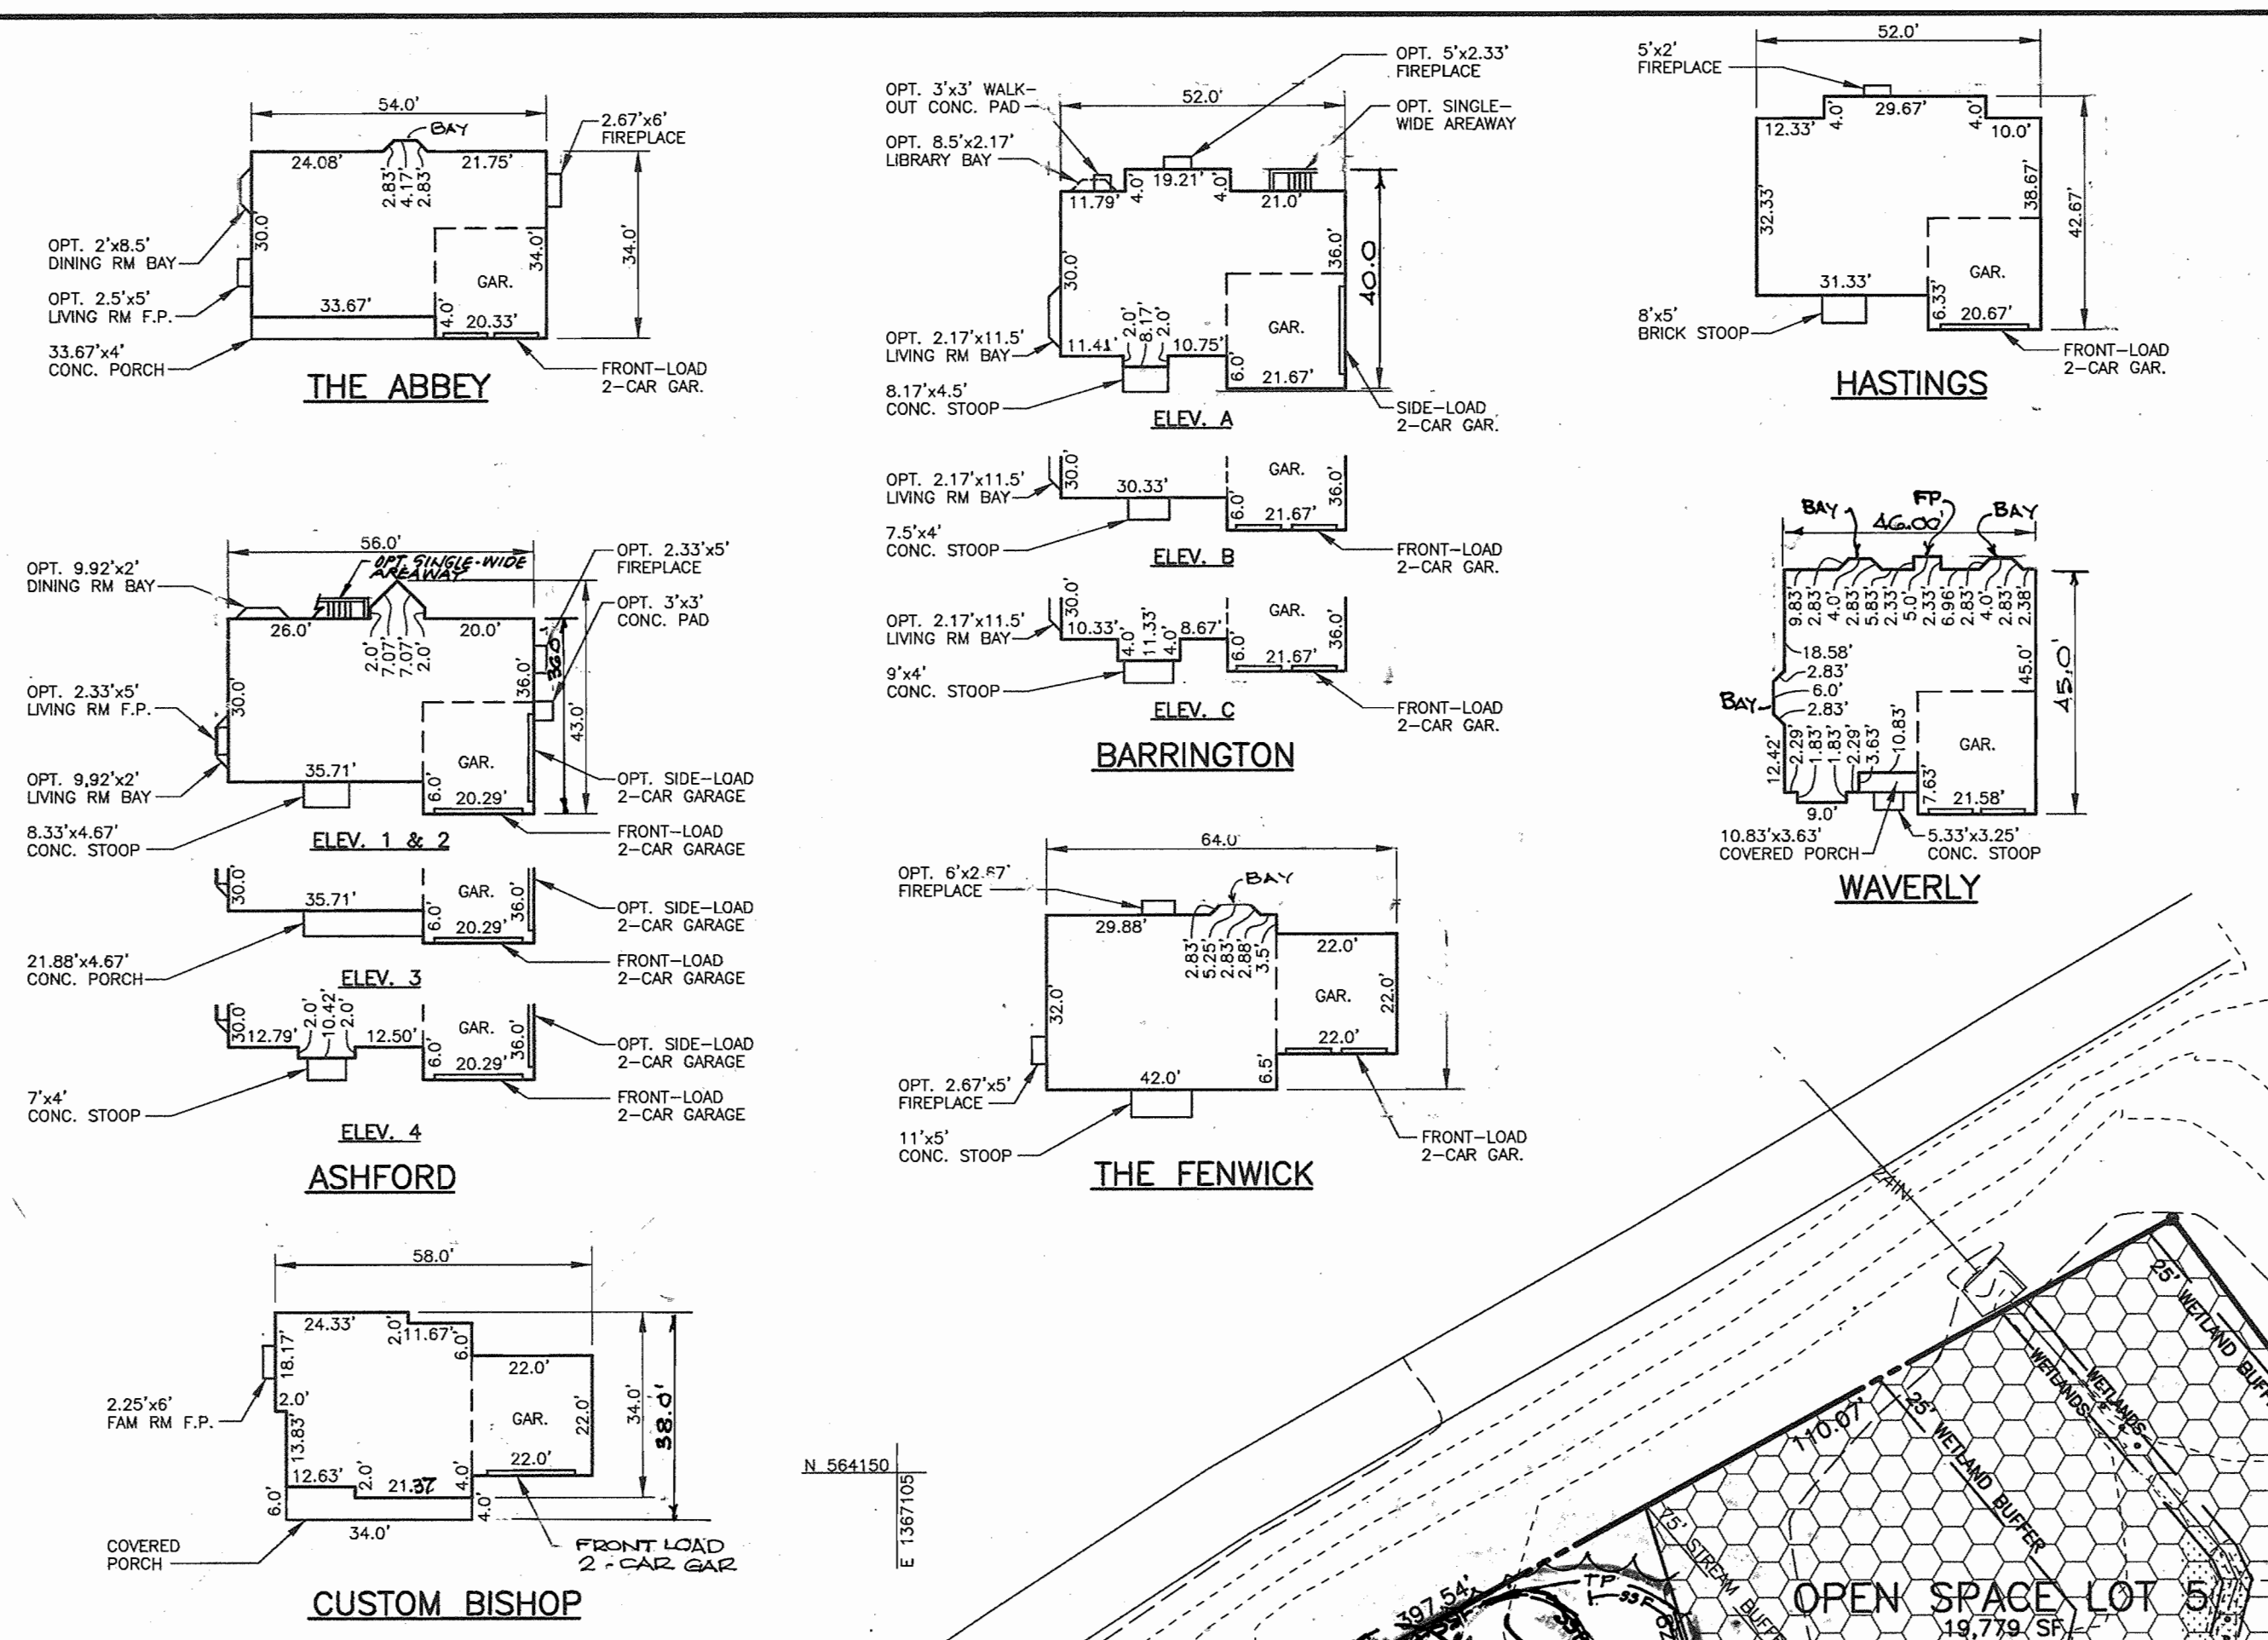 54.0'
BAY
2.67'x6'
FIREPLACE
24.08'
2.83'
4.17'
2.83'
21.75'
30.0'
34.0'
34.0'
OPT. 2'x8.5'
DINING RM BAY
GAR.
OPT. 2.5'x5'
LIVING RM F.P.
33.67'
4.0'
20.33'
33.67'x4'
CONC. PORCH
FRONT-LOAD
2-CAR GAR.
THE ABBEY
OPT. 5'x2.33'
FIREPLACE
OPT. 3'x3' WALK-
OUT CONC. PAD
52.0'
OPT. SINGLE-
WIDE AREAWAY
OPT. 8.5'x2.17'
LIBRARY BAY
11.79'
4.0'
19.21'
4.0'
21.0'
30.0'
36.0'
40.0
GAR.
OPT. 2.17'x11.5'
LIVING RM BAY
11.41'
2.0'
8.17'
2.0'
10.75'
6.0'
21.67'
8.17'x4.5'
CONC. STOOP
SIDE-LOAD
2-CAR GAR.
ELEV. A
OPT. 2.17'x11.5'
LIVING RM BAY
30.0'
30.33'
6.0'
GAR.
21.67'
36.0'
7.5'x4'
CONC. STOOP
FRONT-LOAD
2-CAR GAR.
ELEV. B
OPT. 2.17'x11.5'
LIVING RM BAY
30.0'
10.33'
4.0'
11.33'
4.0'
8.67'
6.0'
GAR.
21.67'
36.0'
9'x4'
CONC. STOOP
FRONT-LOAD
2-CAR GAR.
ELEV. C
BARRINGTON
52.0'
5'x2'
FIREPLACE
12.33'
4.0'
29.67'
4.0'
10.0'
32.33'
38.67'
42.67'
GAR.
31.33'
6.33'
20.67'
8'x5'
BRICK STOOP
FRONT-LOAD
2-CAR GAR.
HASTINGS
56.0'
OPT. SINGLE-WIDE
AREAWAY
OPT. 2.33'x5'
FIREPLACE
OPT. 9.92'x2'
DINING RM BAY
OPT. 3'x3'
CONC. PAD
26.0'
2.0'
7.07'
7.07'
2.0'
20.0'
30.0'
36.0'
36.0
43.0'
OPT. 2.33'x5'
LIVING RM F.P.
GAR.
OPT. 9,92'x2'
LIVING RM BAY
35.71'
6.0'
20.29'
OPT. SIDE-LOAD
2-CAR GARAGE
8.33'x4.67'
CONC. STOOP
FRONT-LOAD
2-CAR GARAGE
ELEV. 1 & 2
30.0'
35.71'
6.0'
GAR.
20.29'
36.0'
OPT. SIDE-LOAD
2-CAR GARAGE
21.88'x4.67'
CONC. PORCH
FRONT-LOAD
2-CAR GARAGE
ELEV. 3
30.0'
12.79'
2.0'
10.42'
2.0'
12.50'
6.0'
GAR.
20.29'
36.0'
OPT. SIDE-LOAD
2-CAR GARAGE
7'x4'
CONC. STOOP
FRONT-LOAD
2-CAR GARAGE
ELEV. 4
ASHFORD
BAY
FP
BAY
46.00'
9.83'
2.83'
4.0'
2.83'
5.83'
2.33'
5.0'
2.33'
6.96'
2.83'
4.0'
2.83'
2.38'
18.58'
2.83'
6.0'
2.83'
BAY
45.0'
45.0'
12.42'
2.29'
1.83'
1.83'
2.29'
3.63'
10.83'
7.63'
GAR.
21.58'
9.0'
10.83'x3.63'
COVERED PORCH
5.33'x3.25'
CONC. STOOP
WAVERLY
64.0'
OPT. 6'x2.67'
FIREPLACE
BAY
29.88'
2.83'
5.25'
2.83'
2.88'
3.5'
22.0'
32.0'
GAR.
22.0'
22.0'
6.5'
42.0'
OPT. 2.67'x5'
FIREPLACE
11'x5'
CONC. STOOP
FRONT-LOAD
2-CAR GAR.
THE FENWICK
58.0'
24.33'
2.0'
11.67'
6.0'
18.17'
22.0'
2.0'
2.25'x6'
FAM RM F.P.
GAR.
22.0'
34.0'
38.0'
13.83'
12.63'
2.0'
21.37
4.0'
22.0'
6.0'
4.0'
34.0'
COVERED
PORCH
FRONT LOAD
2-CAR GAR
CUSTOM BISHOP
N 564150
E 1367105
24IN
25' WETLAND BUFF
WETLANDS
WETLANDS
110.07'
25' WETLAND BUFFER
75' STREAM BUFFE
397.54'
TP
OPEN SPACE LOT 5
19,779 SF